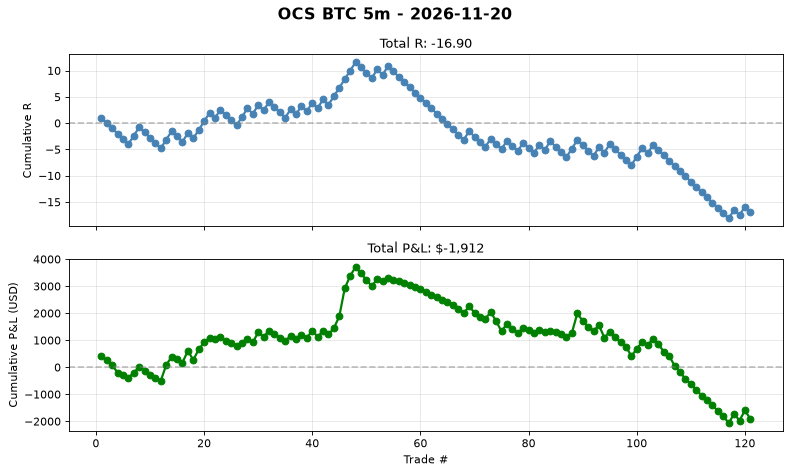 OCS BTC 5m - 2026-11-20
Total R: -16.90
Cumulative R
10
5
0
−5
−10
−15
Total P&L: $-1,912
Cumulative P&L (USD)
4000
3000
2000
1000
0
−1000
−2000
0 20 40 60 80 100 120
Trade #